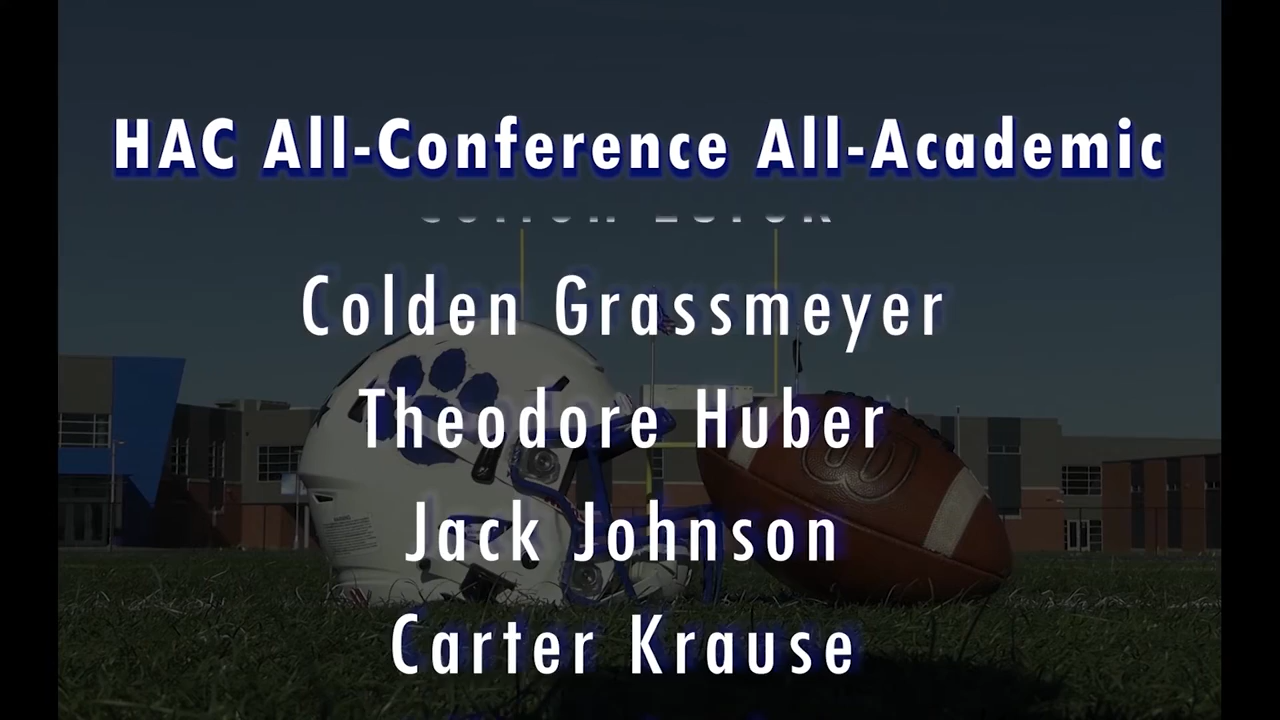 HAC All-Conference All-Academic
Colden Grassmeyer
Theodore Huber
Jack Johnson
Carter Krause